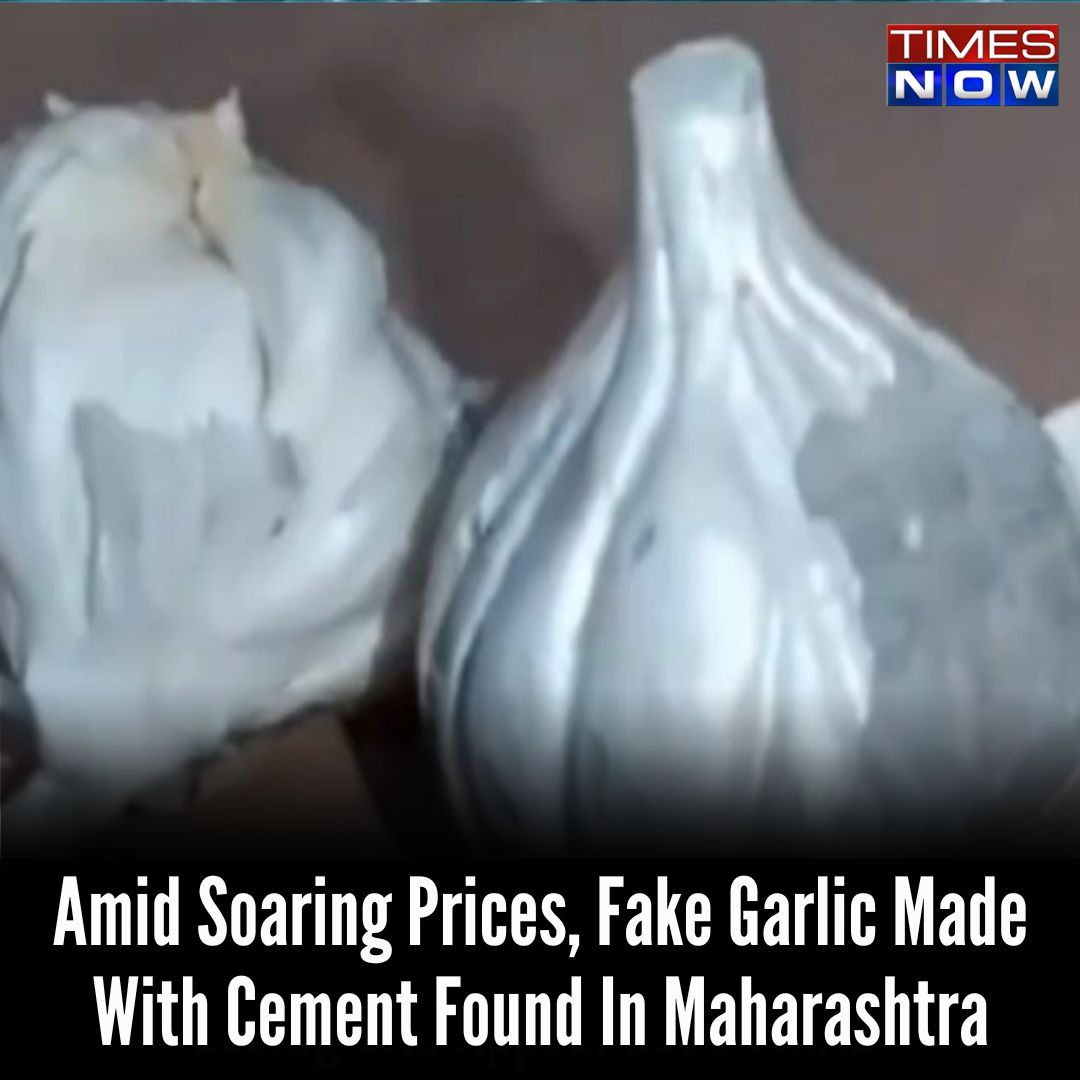 TIMES
NOW
Amid Soaring Prices, Fake Garlic Made
With Cement Found In Maharashtra